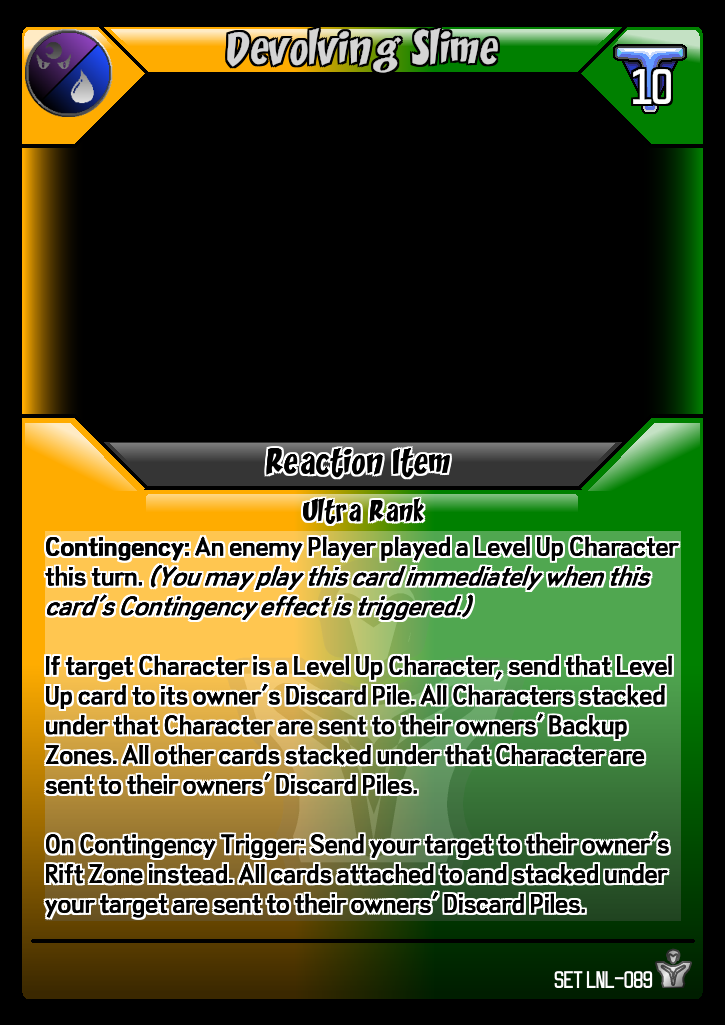 Devolving Slime
10
Reaction Item
Ultra Rank
Contingency: An enemy Player played a Level Up Character
this turn. (You may play this card immediately when this
card's Contingency effect is triggered.)
If target Character is a Level Up Character, send that Level
Up card to its owner's Discard Pile. All Characters stacked
under that Character are sent to their owners' Backup
Zones. All other cards stacked under that Character are
sent to their owners' Discard Piles.
On Contingency Trigger: Send your target to their owner's
Rift Zone instead. All cards attached to and stacked under
your target are sent to their owners' Discard Piles.
SET LNL-089